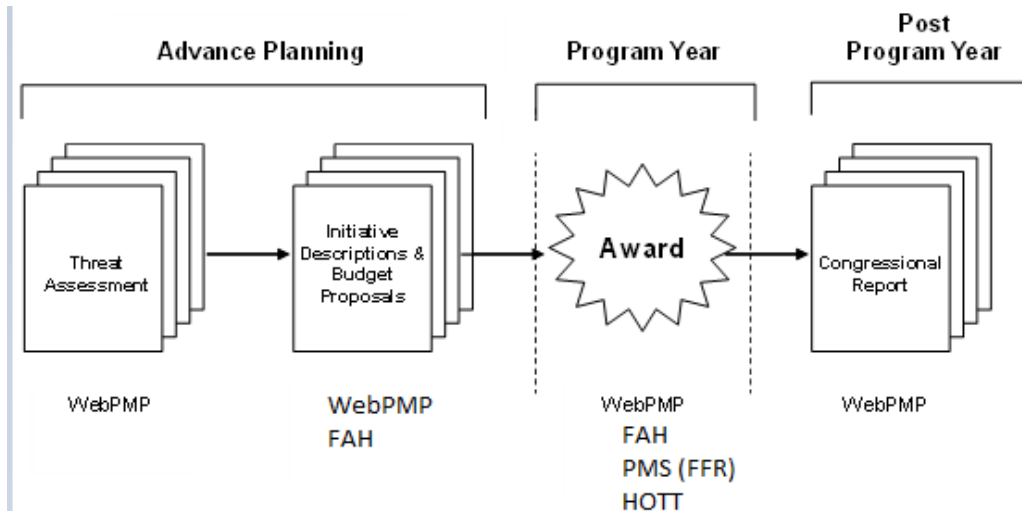 Advance Planning
Program Year
Post
Program Year
Threat
Assessment
Initiative
Descriptions &
Budget
Proposals
Award
Congressional
Report
WebPMP
WebPMP
FAH
WebPMP
FAH
PMS (FFR)
HOTT
WebPMP